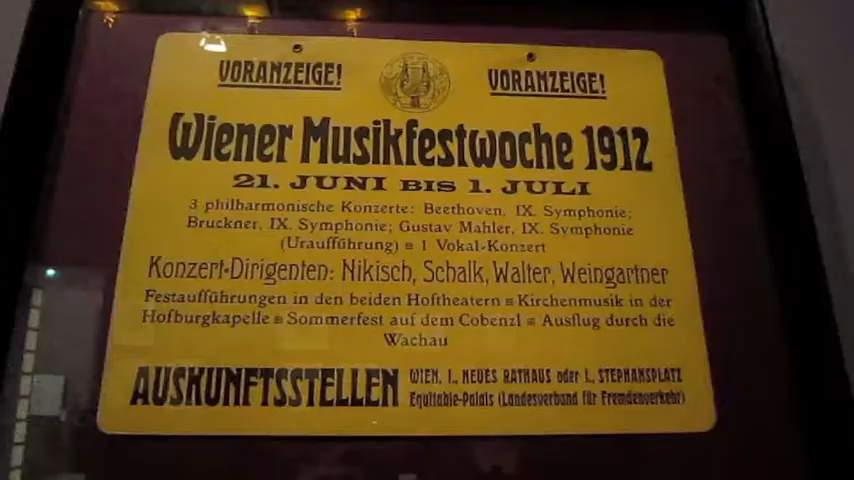 VORANZEIGE! VORANZEIGE!
Wiener Musikfestwoche 1912
21. JUNI BIS 1. JULI
3 philharmonische Konzerte: Beethoven, IX. Symphonie;
Bruckner, IX. Symphonie; Gustav Mahler, IX. Symphonie
(Uraufführung) = 1 Vokal-Konzert
Konzert-Dirigenten: Nikisch, Schalk, Walter, Weingartner
Festaufführungen in den beiden Hoftheatern = Kirchenmusik in der
Hofburgkapelle = Sommerfest auf dem Cobenzl = Ausflug durch die
Wachau
AUSKUNFTSSTELLEN
WIEN, I., NEUES RATHAUS oder I., STEPHANSPLATZ
Equitable-Palais (Landesverband für Fremdenverkehr)